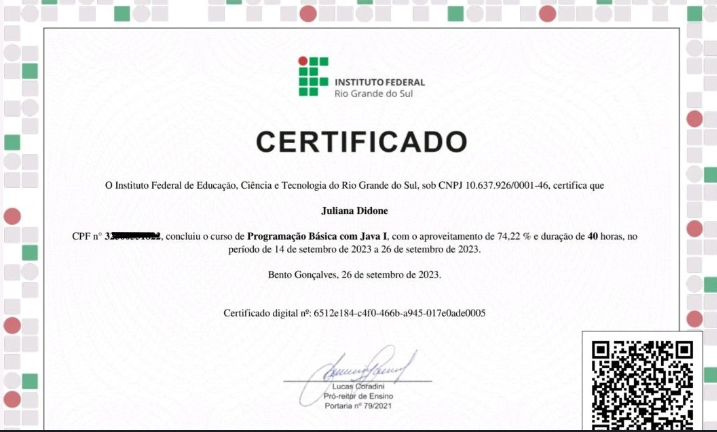 INSTITUTO FEDERAL
Rio Grande do Sul
CERTIFICADO
O Instituto Federal de Educação, Ciência e Tecnologia do Rio Grande do Sul, sob CNPJ 10.637.926/0001-46, certifica que
Juliana Didone
CPF nº, concluiu o curso de Programação Básica com Java I, com o aproveitamento de 74,22 % e duração de 40 horas, no
período de 14 de setembro de 2023 a 26 de setembro de 2023.
Bento Gonçalves, 26 de setembro de 2023.
Certificado digital nº: 6512e184-c4f0-466b-a945-017e0ade0005
Lucas Coradini
Pró-reitor de Ensino
Portaria nº 79/2021